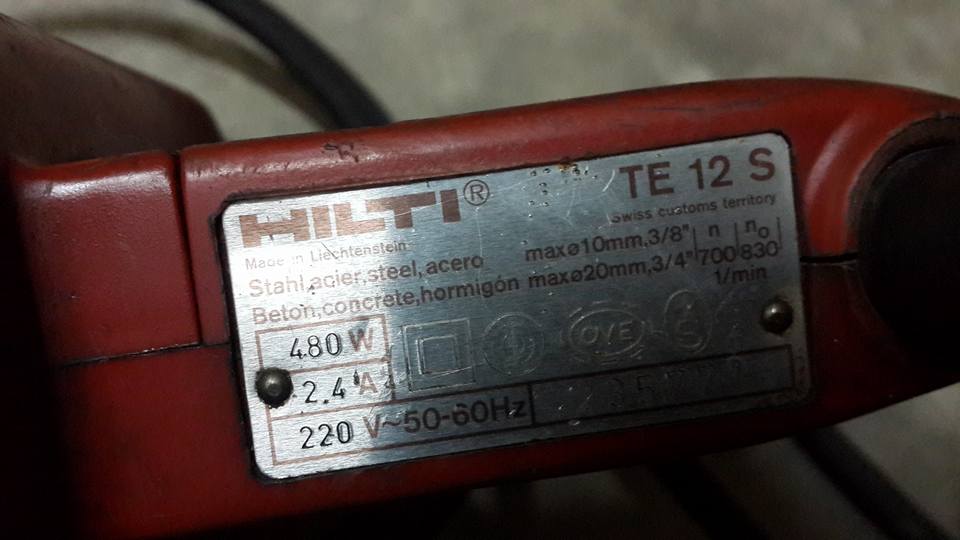 HILTI®
TE 12 S
Made in Liechtenstein
Swiss customs territory
Stahl,acier,steel,acero maxø10mm,3/8" n n₀
Beton,concrete,hormigón maxø20mm,3/4" 700 830
1/min
480 W
2.4 A
220 V~50-60Hz
OVE